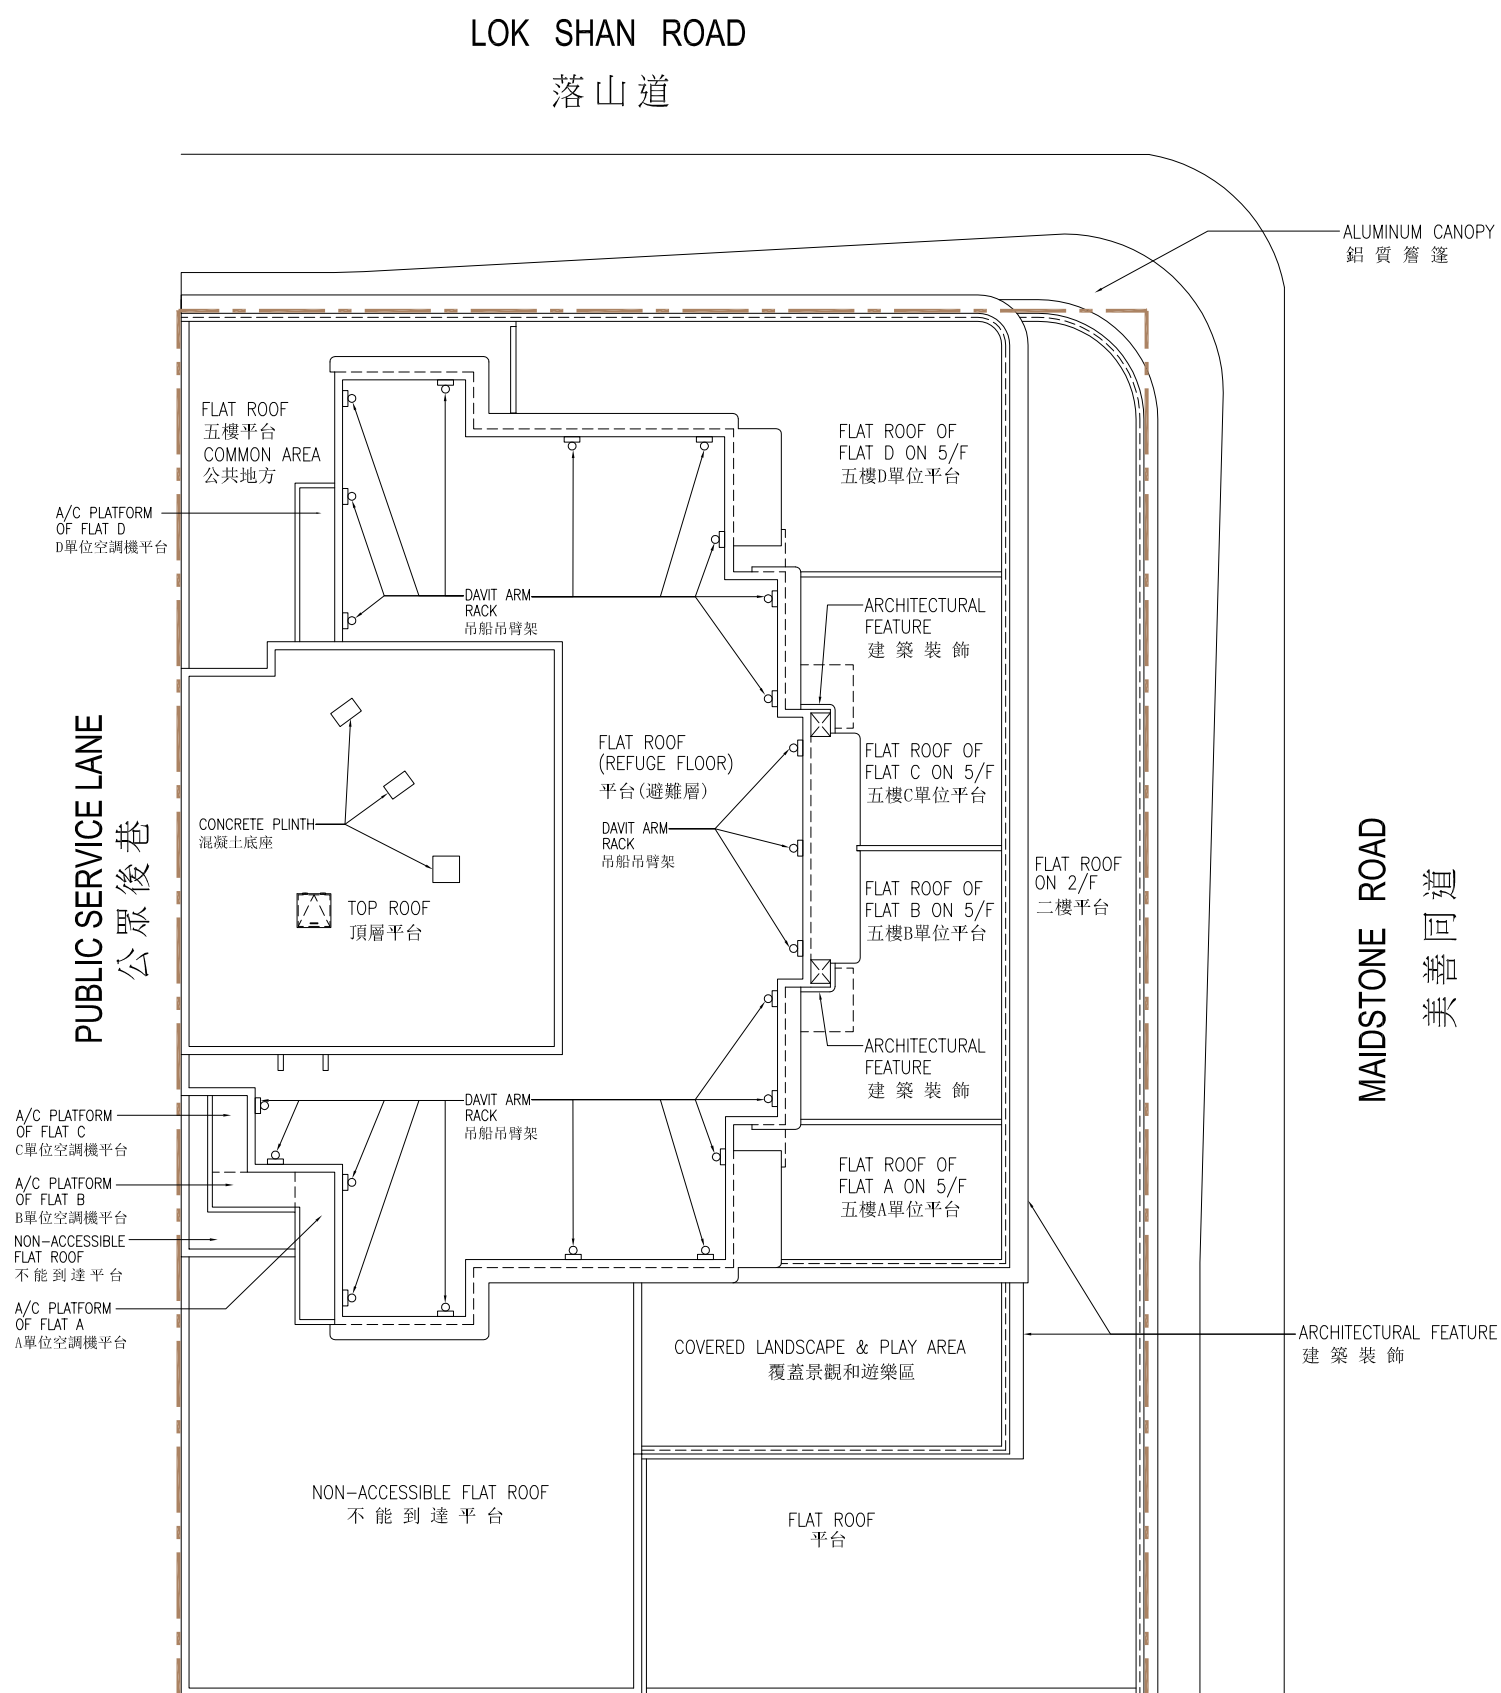 LOK SHAN ROAD
落山道
ALUMINUM CANOPY
鋁質簷篷
FLAT ROOF
五樓平台
COMMON AREA
公共地方
FLAT ROOF OF
FLAT D ON 5/F
五樓D單位平台
A/C PLATFORM
OF FLAT D
D單位空調機平台
DAVIT ARM
RACK
吊船吊臂架
ARCHITECTURAL
FEATURE
建築裝飾
PUBLIC SERVICE LANE
公眾後巷
FLAT ROOF
(REFUGE FLOOR)
平台(避難層)
FLAT ROOF OF
FLAT C ON 5/F
五樓C單位平台
CONCRETE PLINTH
混凝土底座
DAVIT ARM
RACK
吊船吊臂架
TOP ROOF
頂層平台
FLAT ROOF OF
FLAT B ON 5/F
五樓B單位平台
FLAT ROOF
ON 2/F
二樓平台
MAIDSTONE ROAD
美善同道
ARCHITECTURAL
FEATURE
建築裝飾
DAVIT ARM
RACK
吊船吊臂架
A/C PLATFORM
OF FLAT C
C單位空調機平台
A/C PLATFORM
OF FLAT B
B單位空調機平台
NON-ACCESSIBLE
FLAT ROOF
不能到達平台
A/C PLATFORM
OF FLAT A
A單位空調機平台
FLAT ROOF OF
FLAT A ON 5/F
五樓A單位平台
COVERED LANDSCAPE & PLAY AREA
覆蓋景觀和遊樂區
ARCHITECTURAL FEATURE
建築裝飾
NON-ACCESSIBLE FLAT ROOF
不能到達平台
FLAT ROOF
平台